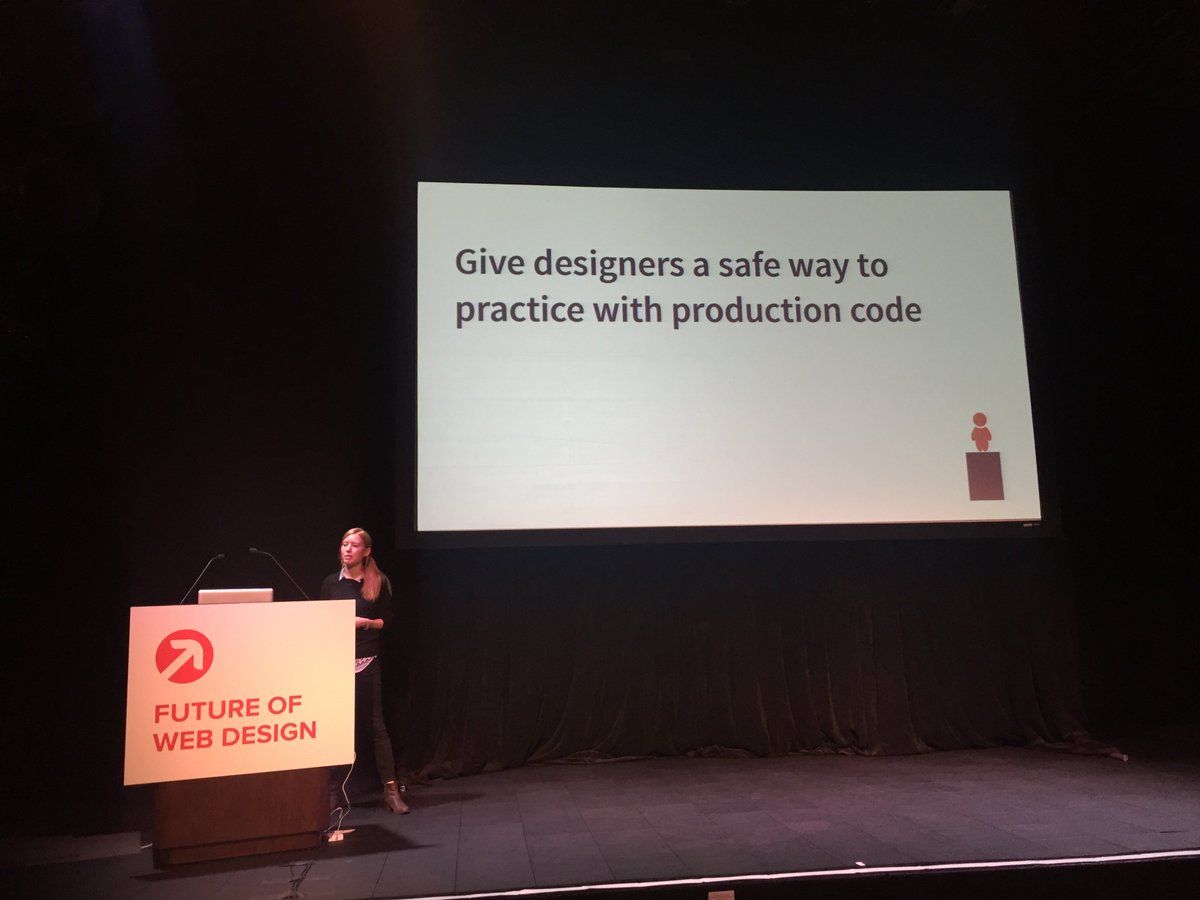 Give designers a safe way to
practice with production code
FUTURE OF
WEB DESIGN